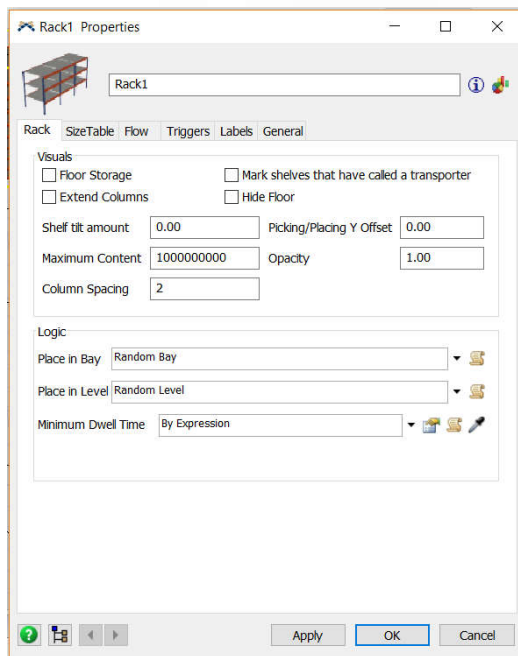 Rack1 Properties
Rack1
Rack SizeTable Flow Triggers Labels General
Visuals
Floor Storage Mark shelves that have called a transporter
Extend Columns Hide Floor
Shelf tilt amount 0.00 Picking/Placing Y Offset 0.00
Maximum Content 1000000000 Opacity 1.00
Column Spacing 2
Logic
Place in Bay Random Bay
Place in Level Random Level
Minimum Dwell Time By Expression
Apply OK Cancel